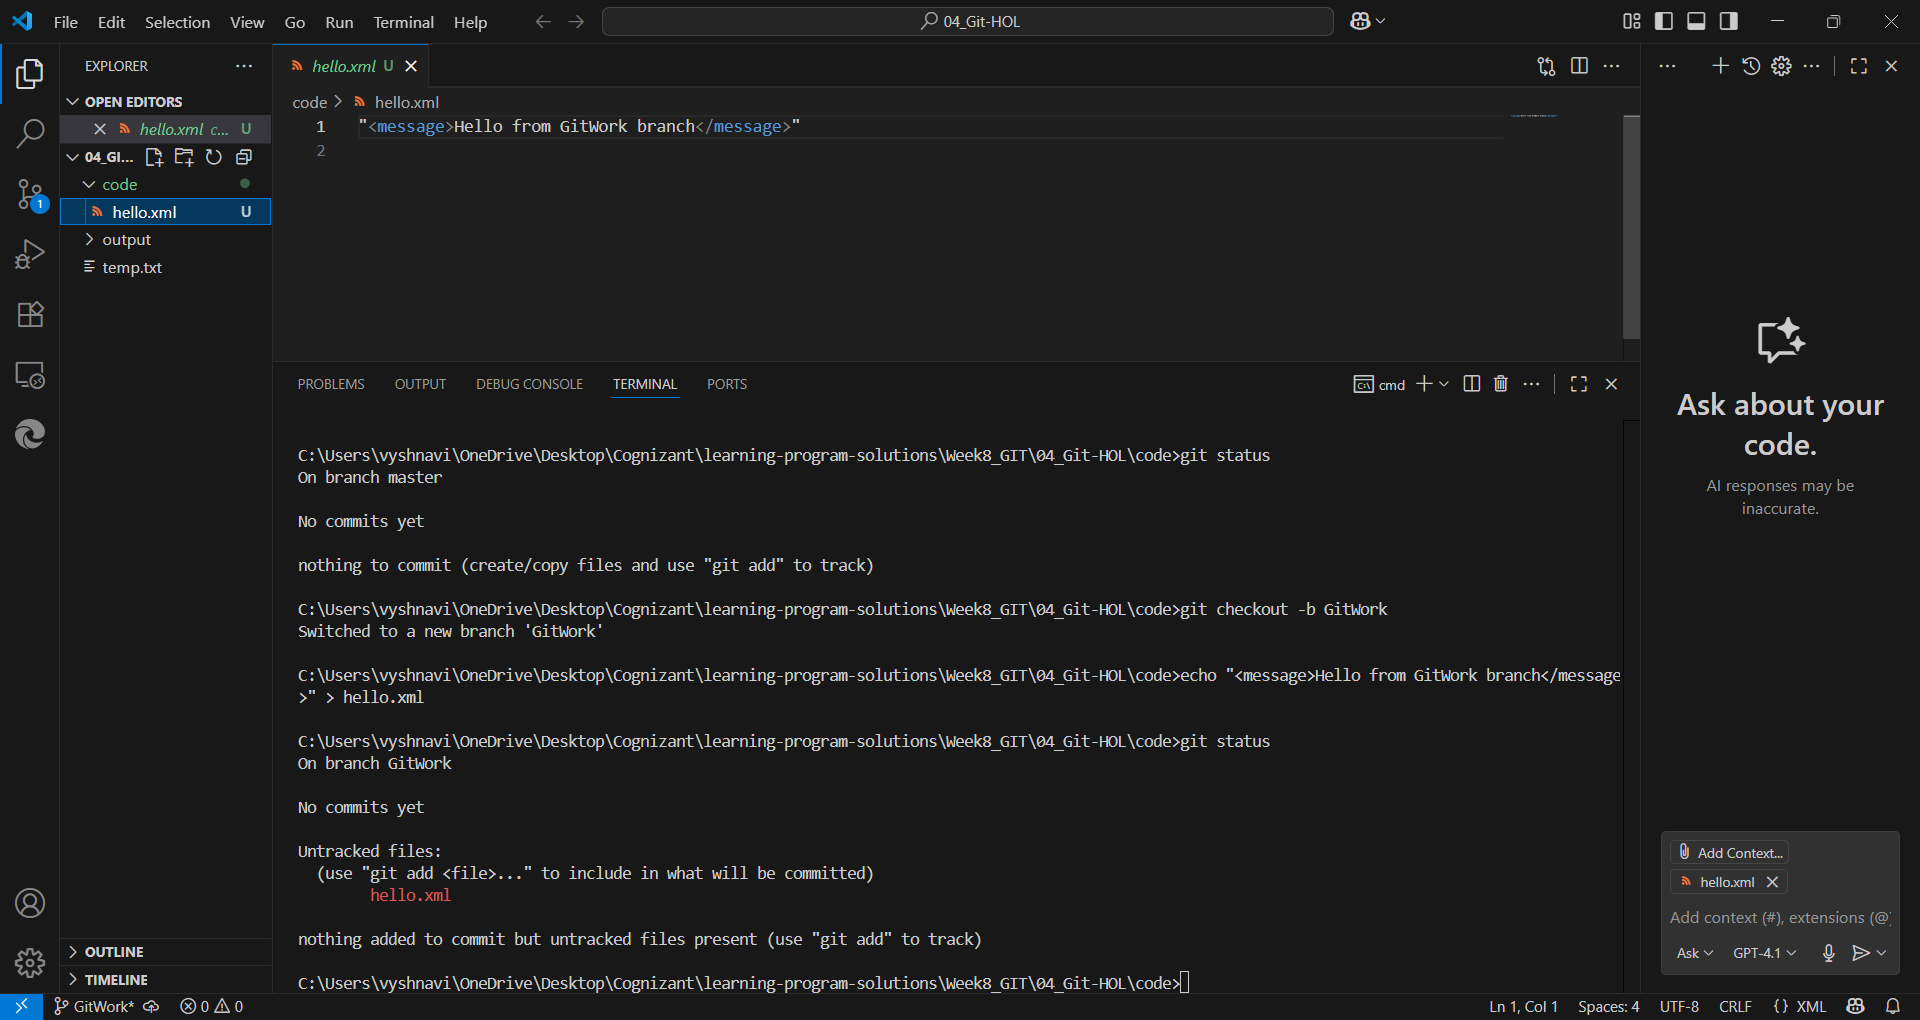 File Edit Selection View Go Run Terminal Help
04_Git-HOL
EXPLORER
OPEN EDITORS
hello.xml c... U
04_GI...
code
hello.xml U
output
temp.txt
OUTLINE
TIMELINE
hello.xml U
code > hello.xml
1 "<message>Hello from GitWork branch</message>"
2
PROBLEMS OUTPUT DEBUG CONSOLE TERMINAL PORTS
cmd
C:\Users\vyshnavi\OneDrive\Desktop\Cognizant\learning-program-solutions\Week8_GIT\04_Git-HOL\code>git status
On branch master
No commits yet
nothing to commit (create/copy files and use "git add" to track)
C:\Users\vyshnavi\OneDrive\Desktop\Cognizant\learning-program-solutions\Week8_GIT\04_Git-HOL\code>git checkout -b GitWork
Switched to a new branch 'GitWork'
C:\Users\vyshnavi\OneDrive\Desktop\Cognizant\learning-program-solutions\Week8_GIT\04_Git-HOL\code>echo "<message>Hello from GitWork branch</message
>" > hello.xml
C:\Users\vyshnavi\OneDrive\Desktop\Cognizant\learning-program-solutions\Week8_GIT\04_Git-HOL\code>git status
On branch GitWork
No commits yet
Untracked files:
(use "git add <file>..." to include in what will be committed)
hello.xml
nothing added to commit but untracked files present (use "git add" to track)
C:\Users\vyshnavi\OneDrive\Desktop\Cognizant\learning-program-solutions\Week8_GIT\04_Git-HOL\code>
Ask about your
code.
AI responses may be
inaccurate.
Add Context...
hello.xml
Add context (#), extensions (@)
Ask GPT-4.1
1
GitWork* 0 0
Ln 1, Col 1 Spaces: 4 UTF-8 CRLF {} XML